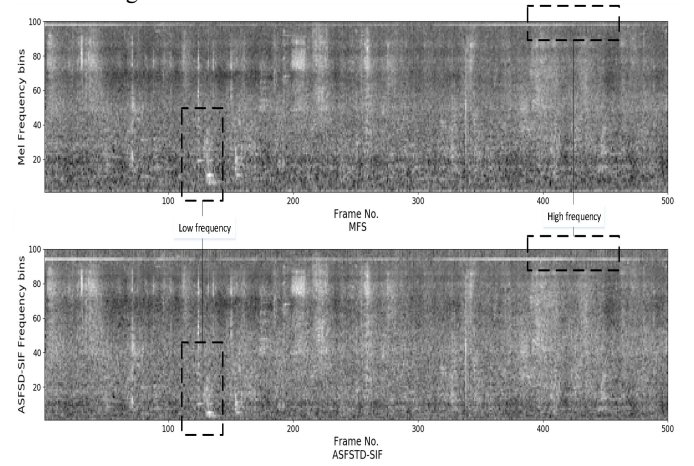 100
80
60
40
20
Mel Frequency bins
100 200 300 400 500
Frame No.
MFS
Low frequency
High frequency
100
80
60
40
20
ASFSD-SIF Frequency bins
100 200 300 400 500
Frame No.
ASFSTD-SIF